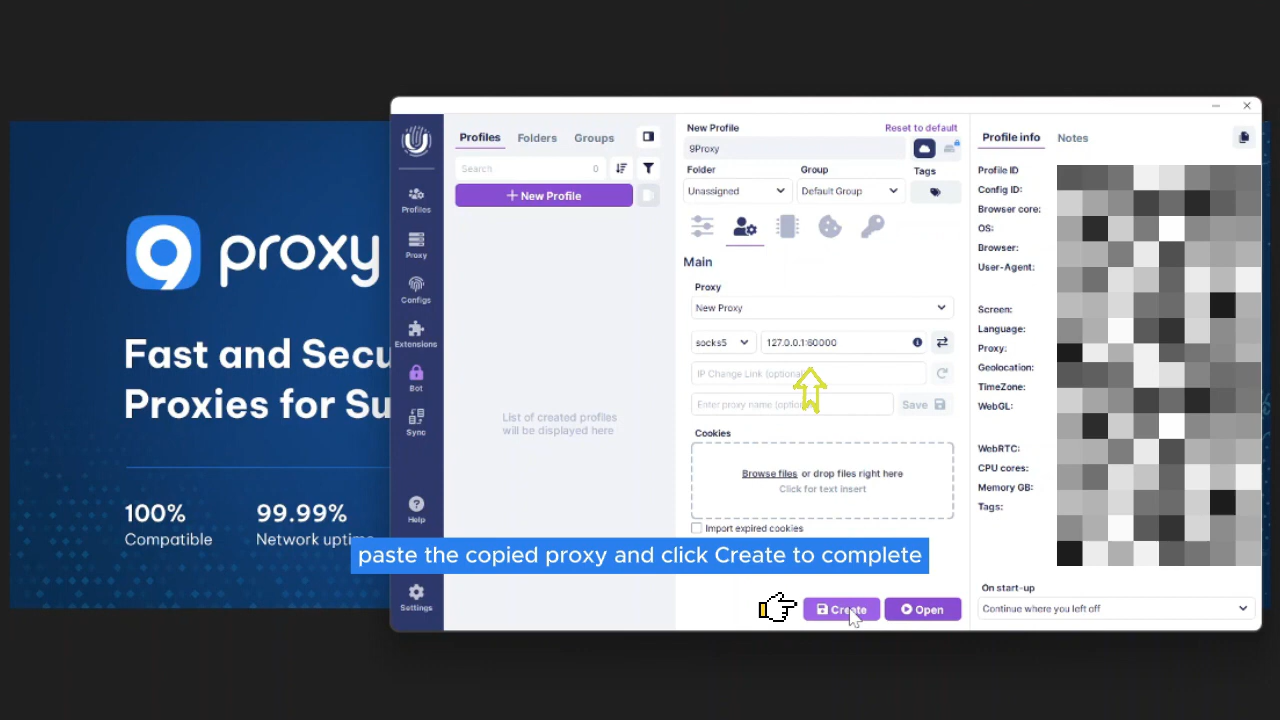 9 proxy
Fast and Secu
Proxies for Su
100%
Compatible
99.99%
Network uptime
Profiles
Proxy
Configs
Extensions
Bot
Sync
Help
Settings
Profiles Folders Groups
Search 0
+ New Profile
List of created profiles
will be displayed here
New Profile Reset to default
9Proxy
Folder Group Tags
Unassigned Default Group
Main
Proxy
New Proxy
socks5 127.0.0.1:60000
IP Change Link (optional)
Enter proxy name (optional) Save
Cookies
Browse files or drop files right here
Click for text insert
Import expired cookies
paste the copied proxy and click Create to complete
Create Open
Profile info Notes
Profile ID
Config ID:
Browser core:
OS:
Browser:
User-Agent:
Screen:
Language:
Proxy:
Geolocation:
TimeZone:
WebGL:
WebRTC:
CPU cores:
Memory GB:
Tags:
On start-up
Continue where you left off